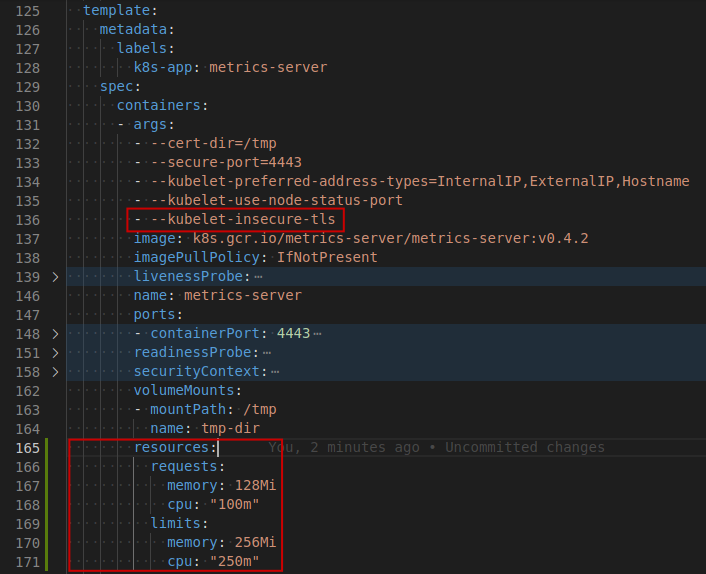 125 template:
126 metadata:
127 labels:
128 k8s-app: metrics-server
129 spec:
130 containers:
131 - args:
132 - --cert-dir=/tmp
133 - --secure-port=4443
134 - --kubelet-preferred-address-types=InternalIP,ExternalIP,Hostname
135 - --kubelet-use-node-status-port
136 - --kubelet-insecure-tls
137 image: k8s.gcr.io/metrics-server/metrics-server:v0.4.2
138 imagePullPolicy: IfNotPresent
139 livenessProbe:…
146 name: metrics-server
147 ports:
148 - containerPort: 4443…
151 readinessProbe:…
158 securityContext:…
162 volumeMounts:
163 - mountPath: /tmp
164 name: tmp-dir
165 resources: You, 2 minutes ago • Uncommitted changes
166 requests:
167 memory: 128Mi
168 cpu: "100m"
169 limits:
170 memory: 256Mi
171 cpu: "250m"